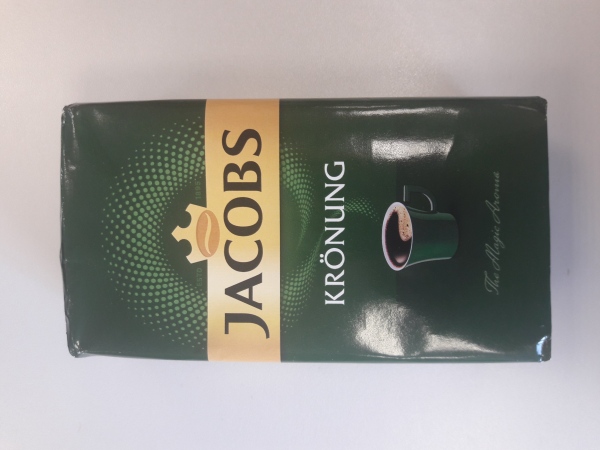 JACOBS
KRÖNUNG
The Magic Aroma